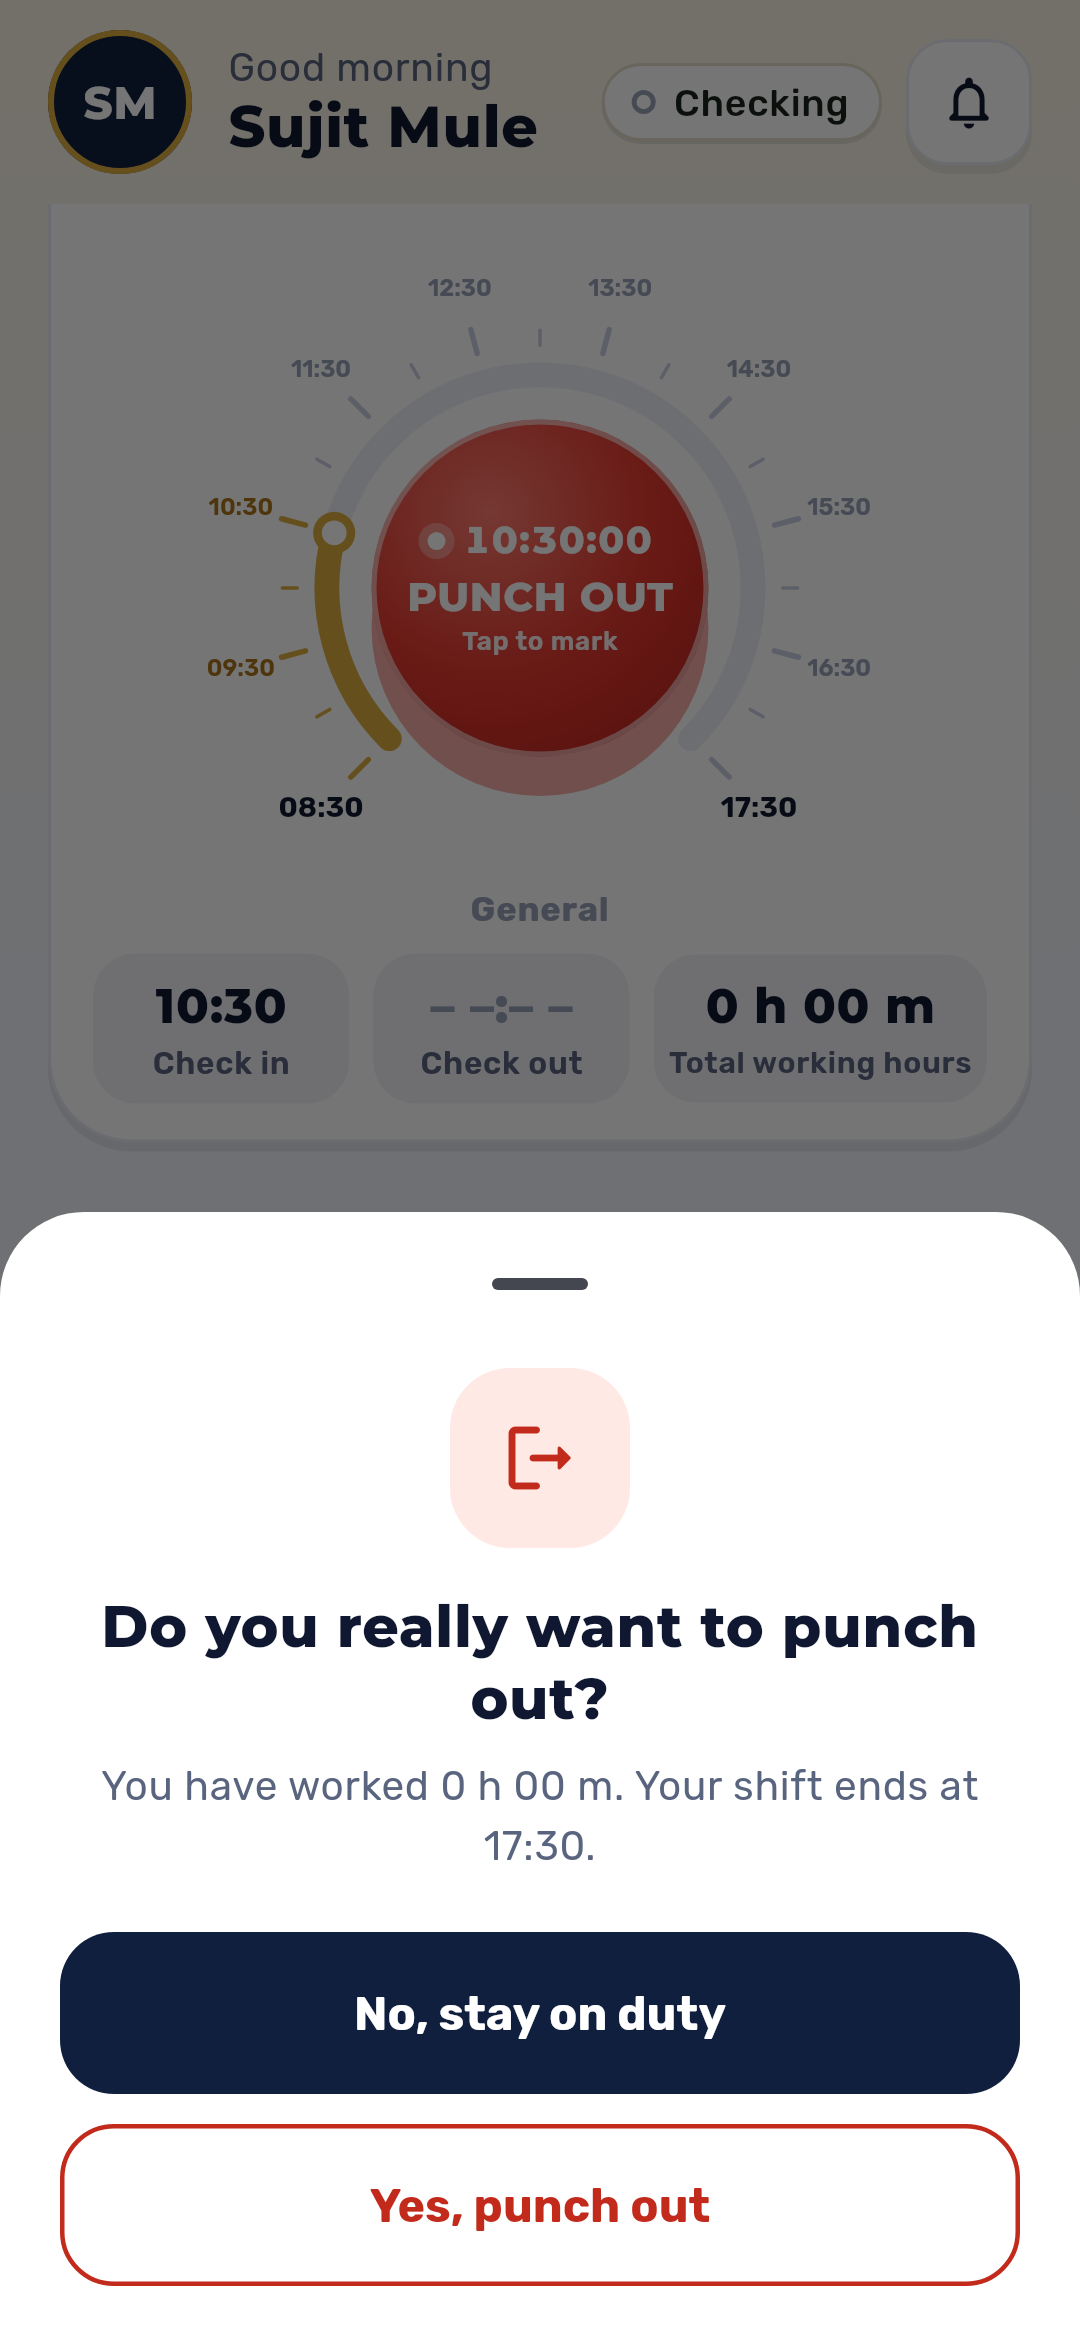 SM
Good morning
Sujit Mule
Checking
12:30
13:30
11:30
14:30
10:30
15:30
10:30:00
PUNCH OUT
Tap to mark
09:30
16:30
08:30
17:30
General
10:30
Check in
– –:– –
Check out
0 h 00 m
Total working hours
Do you really want to punch
out?
You have worked 0 h 00 m. Your shift ends at
17:30.
No, stay on duty
Yes, punch out